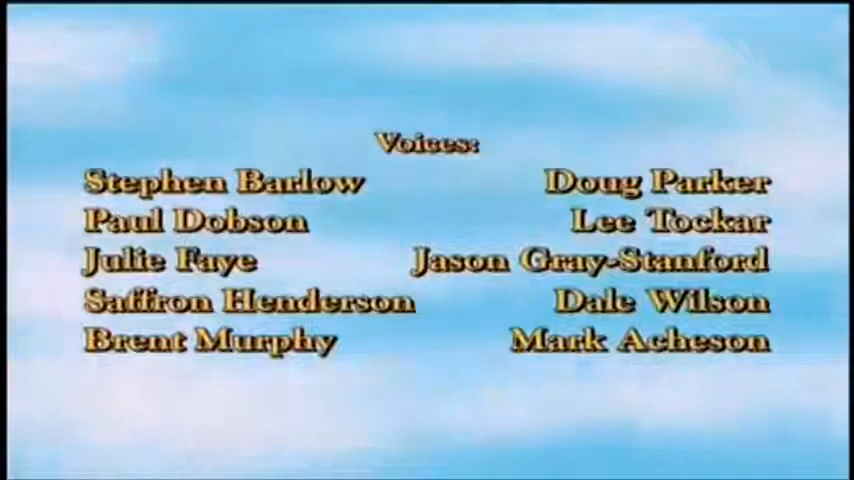 Voices:
Stephen Barlow Doug Parker
Paul Dobson Lee Tockar
Julie Faye Jason Gray-Stanford
Saffron Henderson Dale Wilson
Brent Murphy Mark Acheson